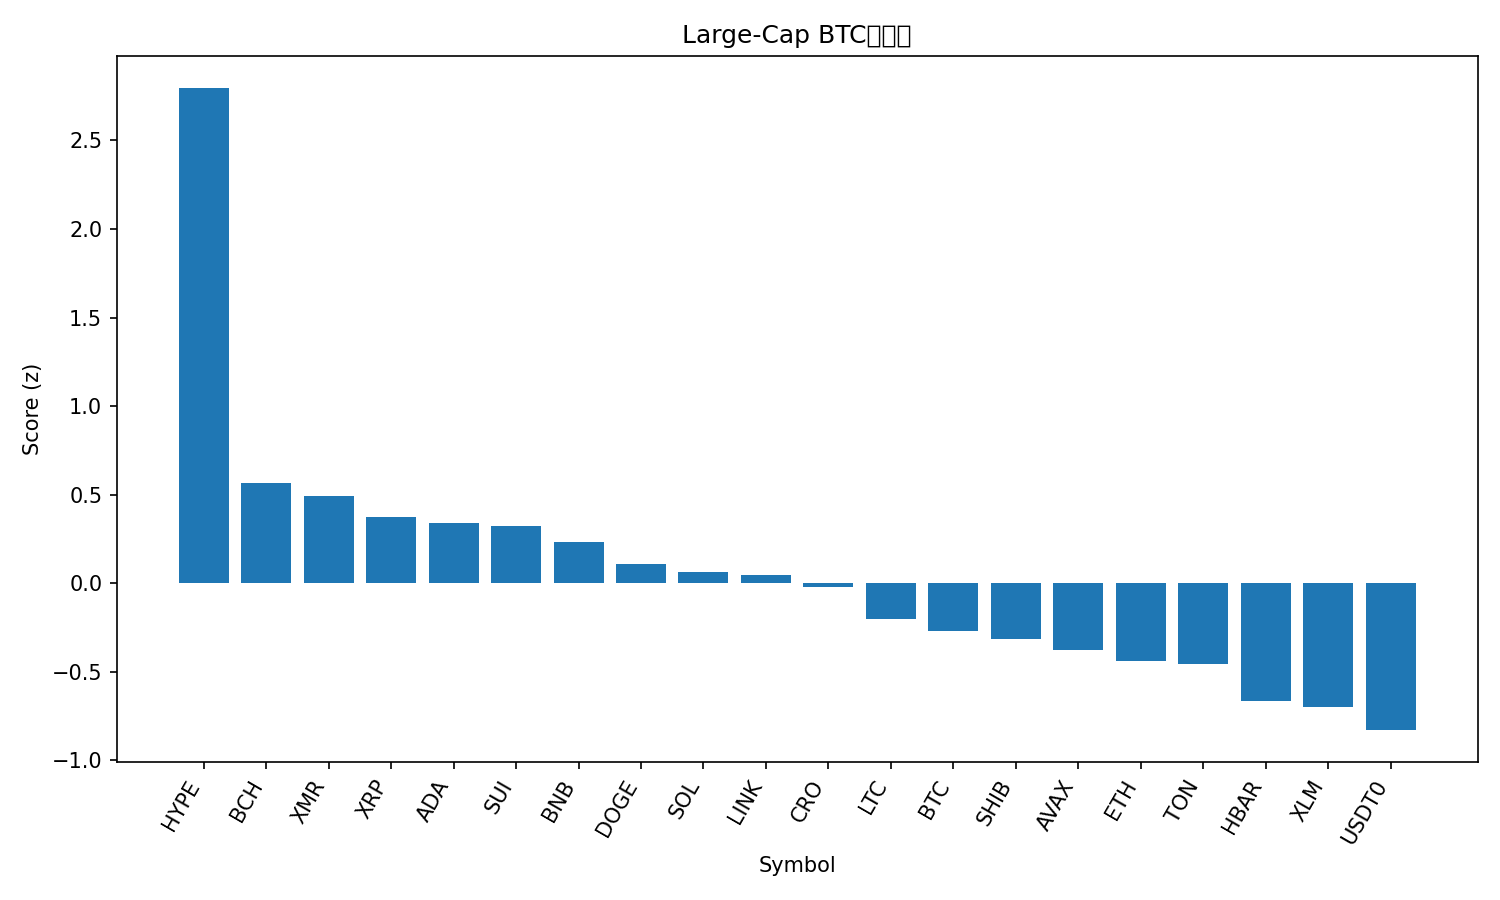 Large-Cap BTC
2.5
2.0
1.5
1.0
0.5
0.0
−0.5
−1.0
Score (z)
HYPE
BCH
XMR
XRP
ADA
SUI
BNB
DOGE
SOL
LINK
CRO
LTC
BTC
SHIB
AVAX
ETH
TON
HBAR
XLM
USDT0
Symbol